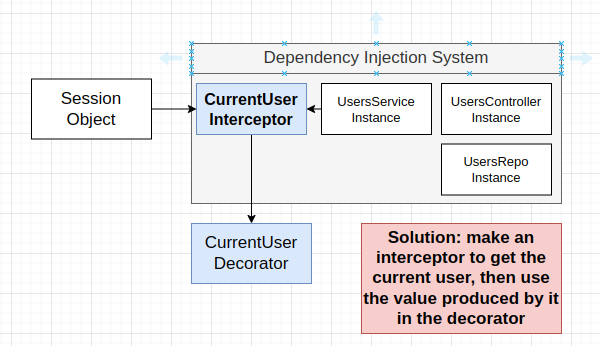 Dependency Injection System
Session
Object
CurrentUser
Interceptor
UsersService
Instance
UsersController
Instance
UsersRepo
Instance
CurrentUser
Decorator
Solution: make an
interceptor to get the
current user, then use
the value produced by it
in the decorator